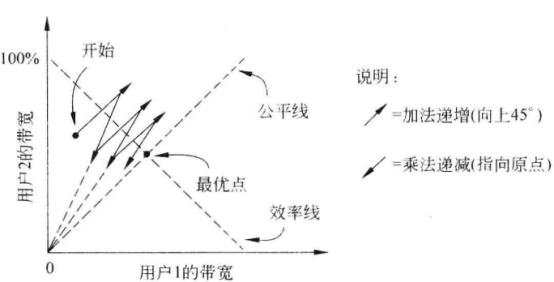 开始
100%
用户2的带宽
公平线
最优点
效率线
0
用户1的带宽
说明：
=加法递增(向上45°)
=乘法递减(指向原点)